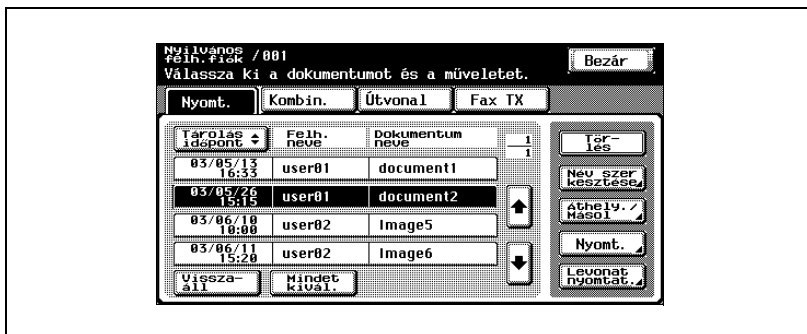 Nyilvános
felh.fiók /001
Válassza ki a dokumentumot és a műveletet.
Bezár
Nyomt.
Kombin.
Útvonal
Fax TX
Tárolás
időpont
Felh.
neve
Dokumentum
neve
1
1
03/05/13
16:33
user01
document1
03/05/26
15:15
user01
document2
03/06/10
10:00
user02
Image5
03/06/11
15:20
user02
Image6
Vissza-
áll
Mindet
kivál.
Tör-
lés
Név szer
kesztése
Áthely./
Másol
Nyomt.
Levonat
nyomtat.